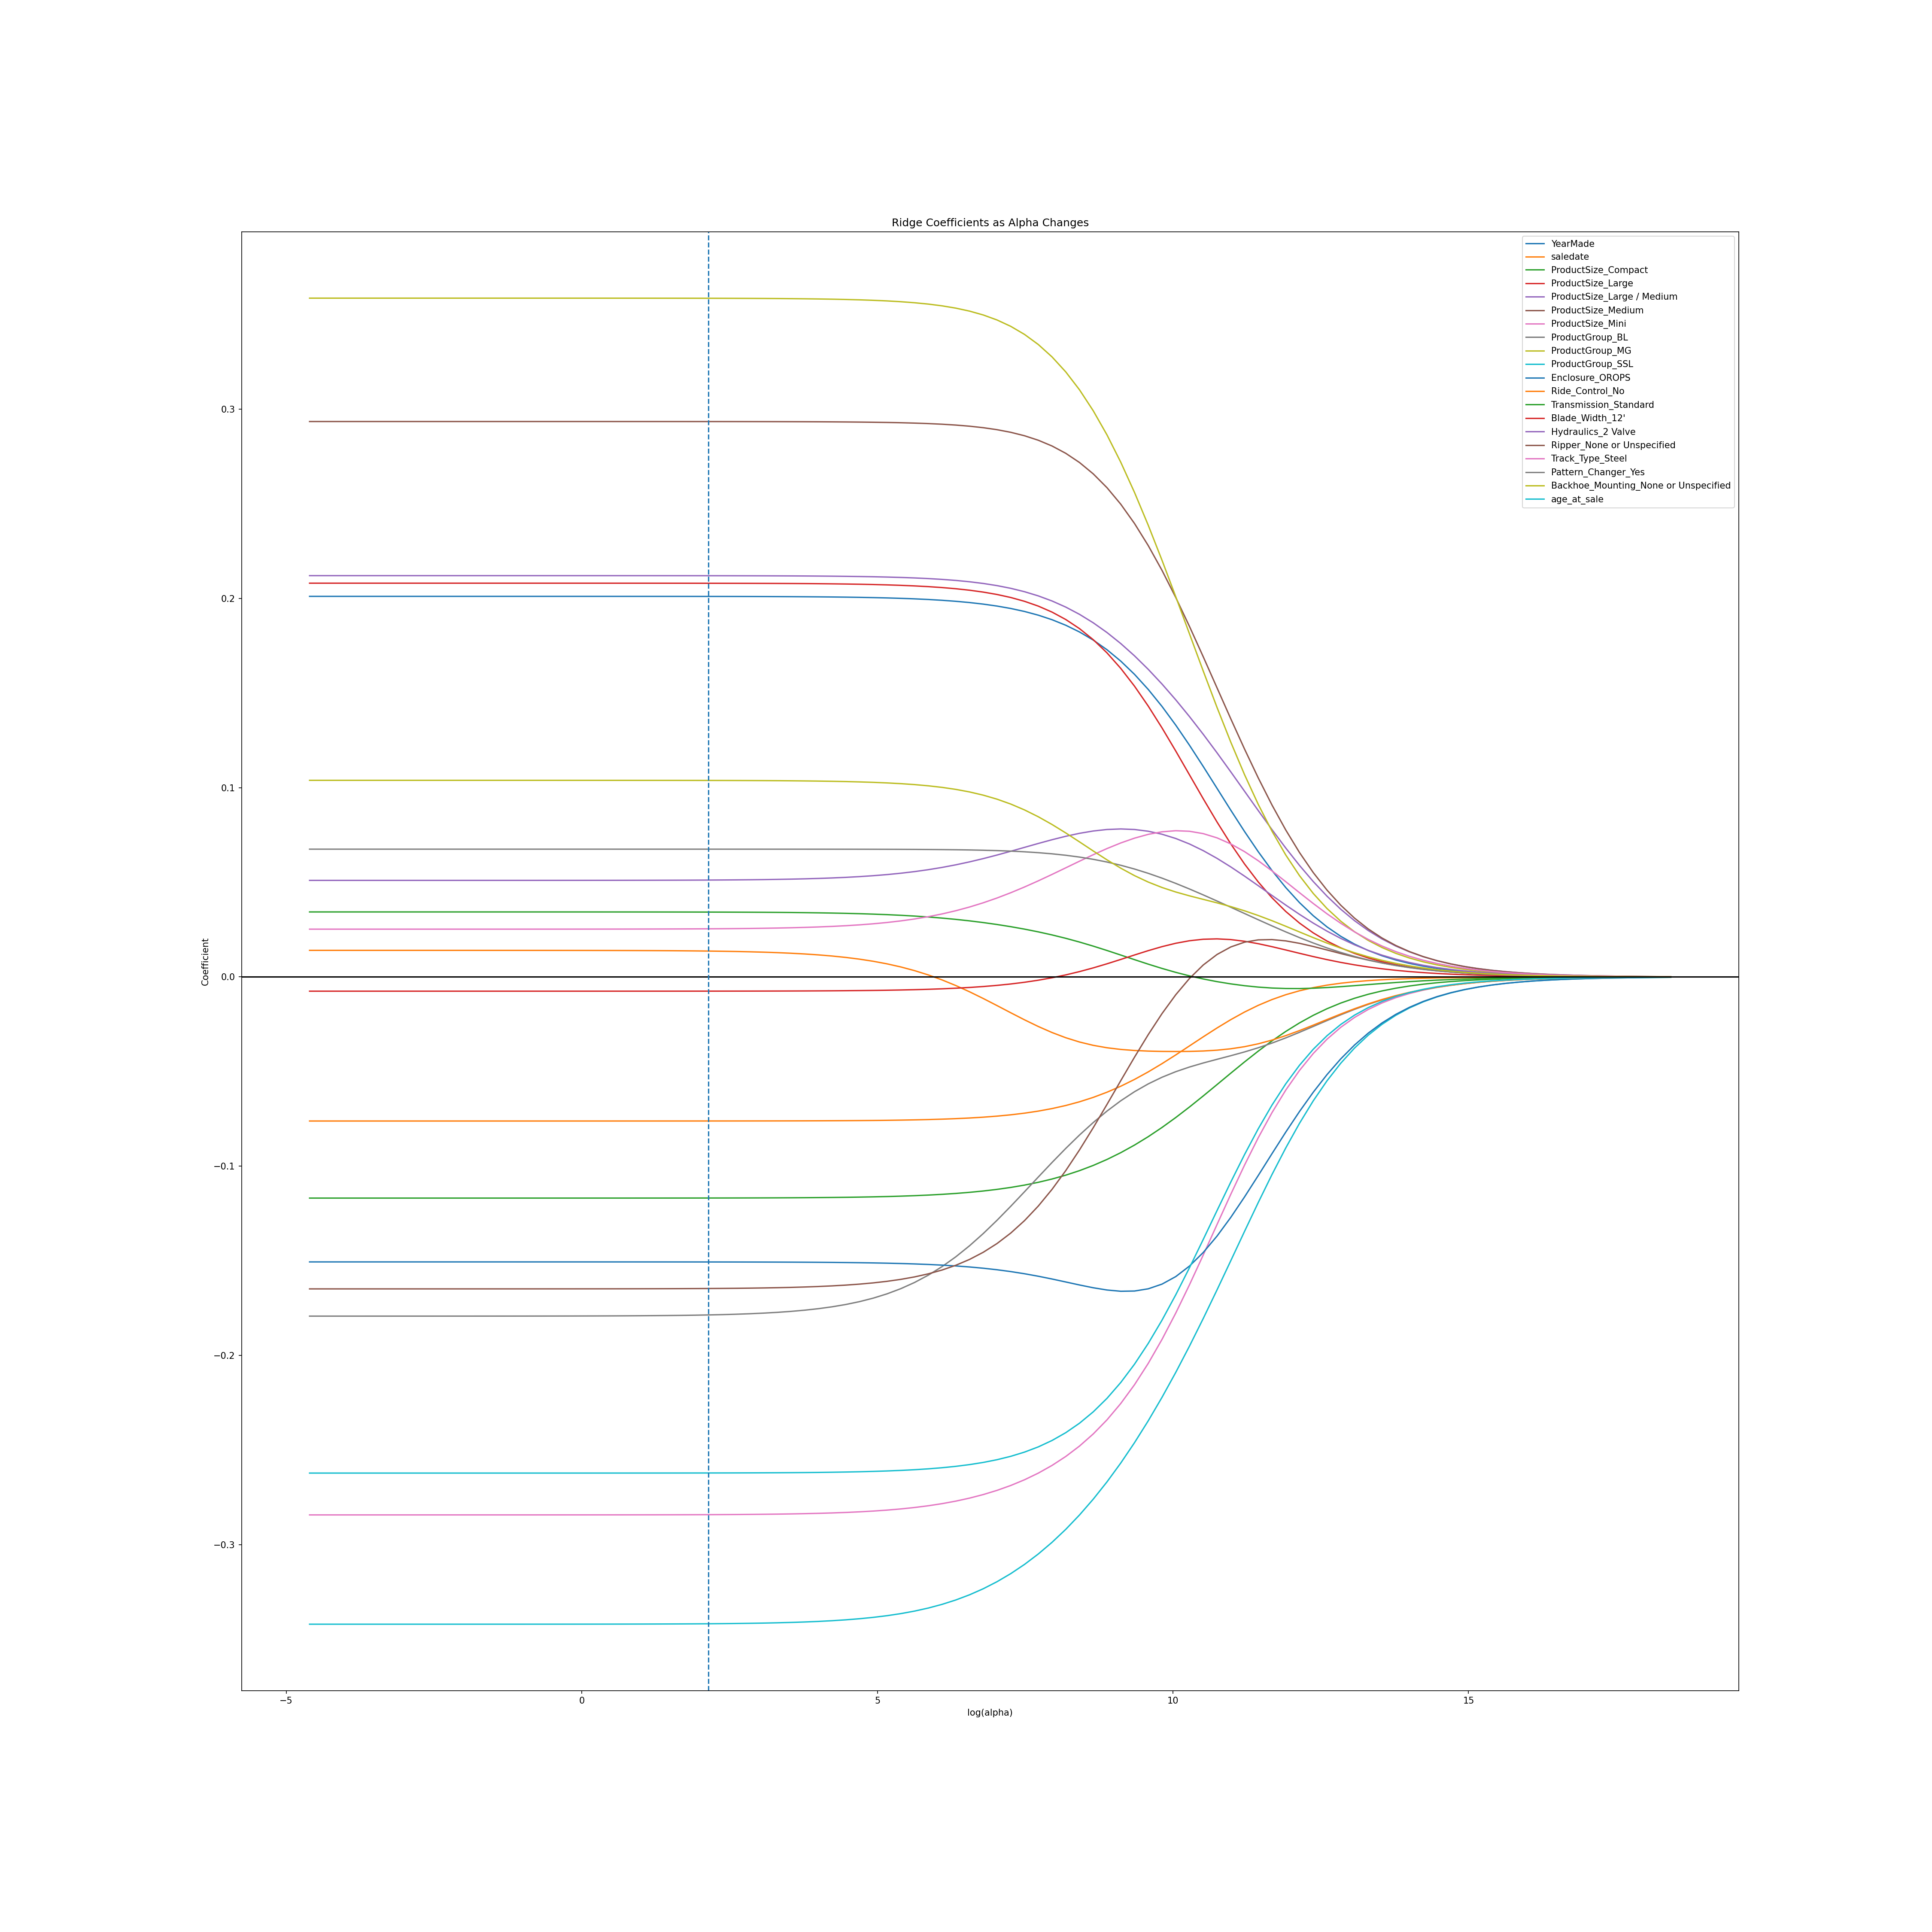 Ridge Coefficients as Alpha Changes
YearMade
saledate
ProductSize_Compact
ProductSize_Large
ProductSize_Large / Medium
ProductSize_Medium
ProductSize_Mini
ProductGroup_BL
ProductGroup_MG
ProductGroup_SSL
Enclosure_OROPS
Ride_Control_No
Transmission_Standard
Blade_Width_12'
Hydraulics_2 Valve
Ripper_None or Unspecified
Track_Type_Steel
Pattern_Changer_Yes
Backhoe_Mounting_None or Unspecified
age_at_sale
0.3
0.2
0.1
0.0
−0.1
−0.2
−0.3
Coefficient
−5 0 5 10 15
log(alpha)